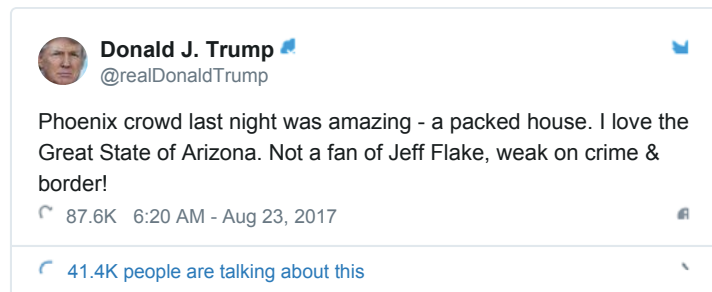 Donald J. Trump
@realDonaldTrump
Phoenix crowd last night was amazing - a packed house. I love the
Great State of Arizona. Not a fan of Jeff Flake, weak on crime &
border!
87.6K 6:20 AM - Aug 23, 2017
41.4K people are talking about this